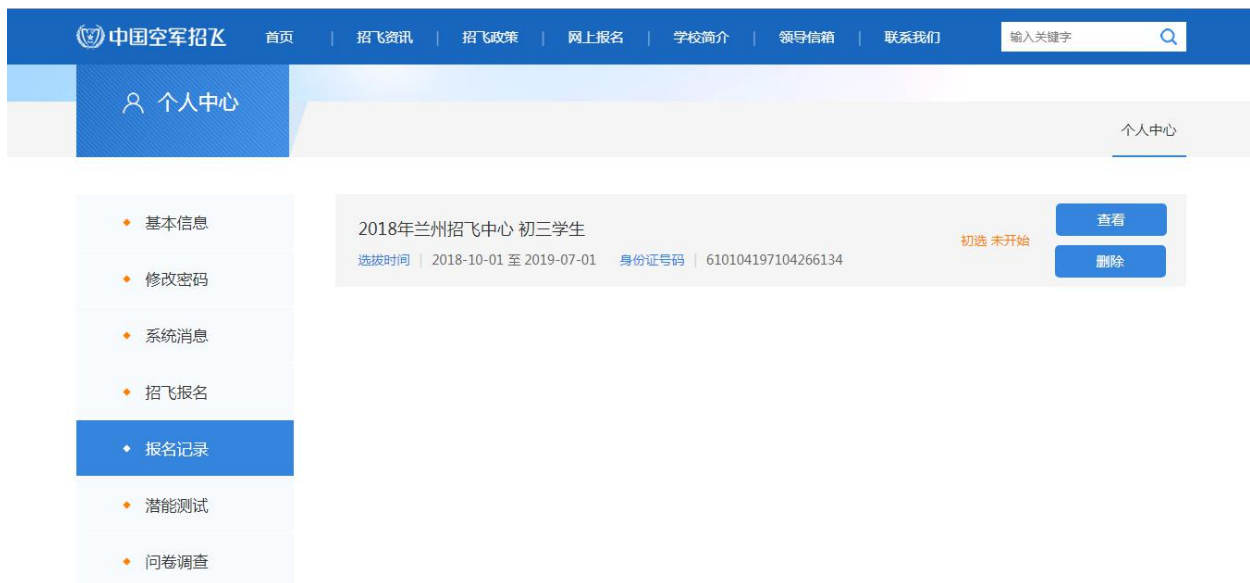 中国空军招飞 首页 | 招飞资讯 | 招飞政策 | 网上报名 | 学校简介 | 领导信箱 | 联系我们 输入关键字
个人中心
个人中心
基本信息
修改密码
系统消息
招飞报名
报名记录
潜能测试
问卷调查
2018年兰州招飞中心 初三学生
选拔时间 | 2018-10-01 至 2019-07-01 身份证号码 | 610104197104266134
初选 未开始
查看
删除